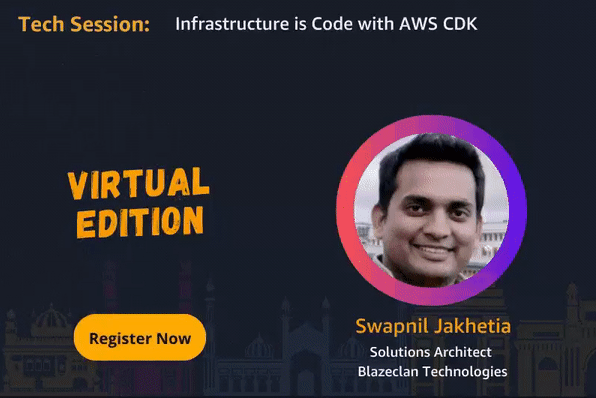 Tech Session: Infrastructure is Code with AWS CDK
VIRTUAL
EDITION
Register Now
Swapnil Jakhetia
Solutions Architect
Blazeclan Technologies